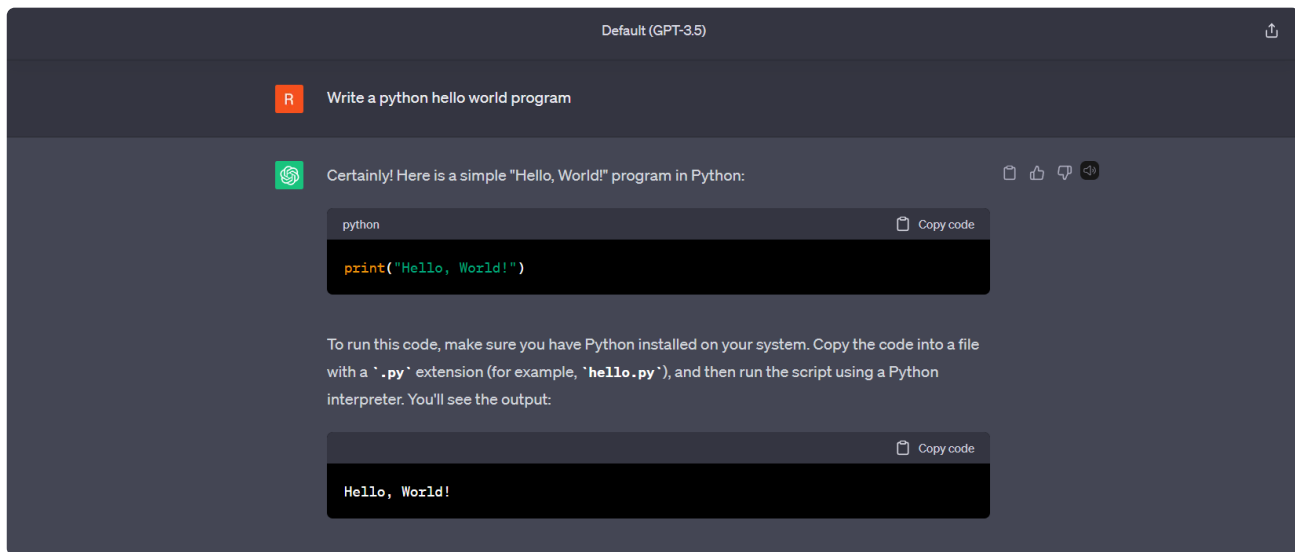 Default (GPT-3.5)
R
Write a python hello world program
Certainly! Here is a simple "Hello, World!" program in Python:
python
Copy code
print("Hello, World!")
To run this code, make sure you have Python installed on your system. Copy the code into a file
with a `.py` extension (for example, `hello.py`), and then run the script using a Python
interpreter. You'll see the output:
Copy code
Hello, World!